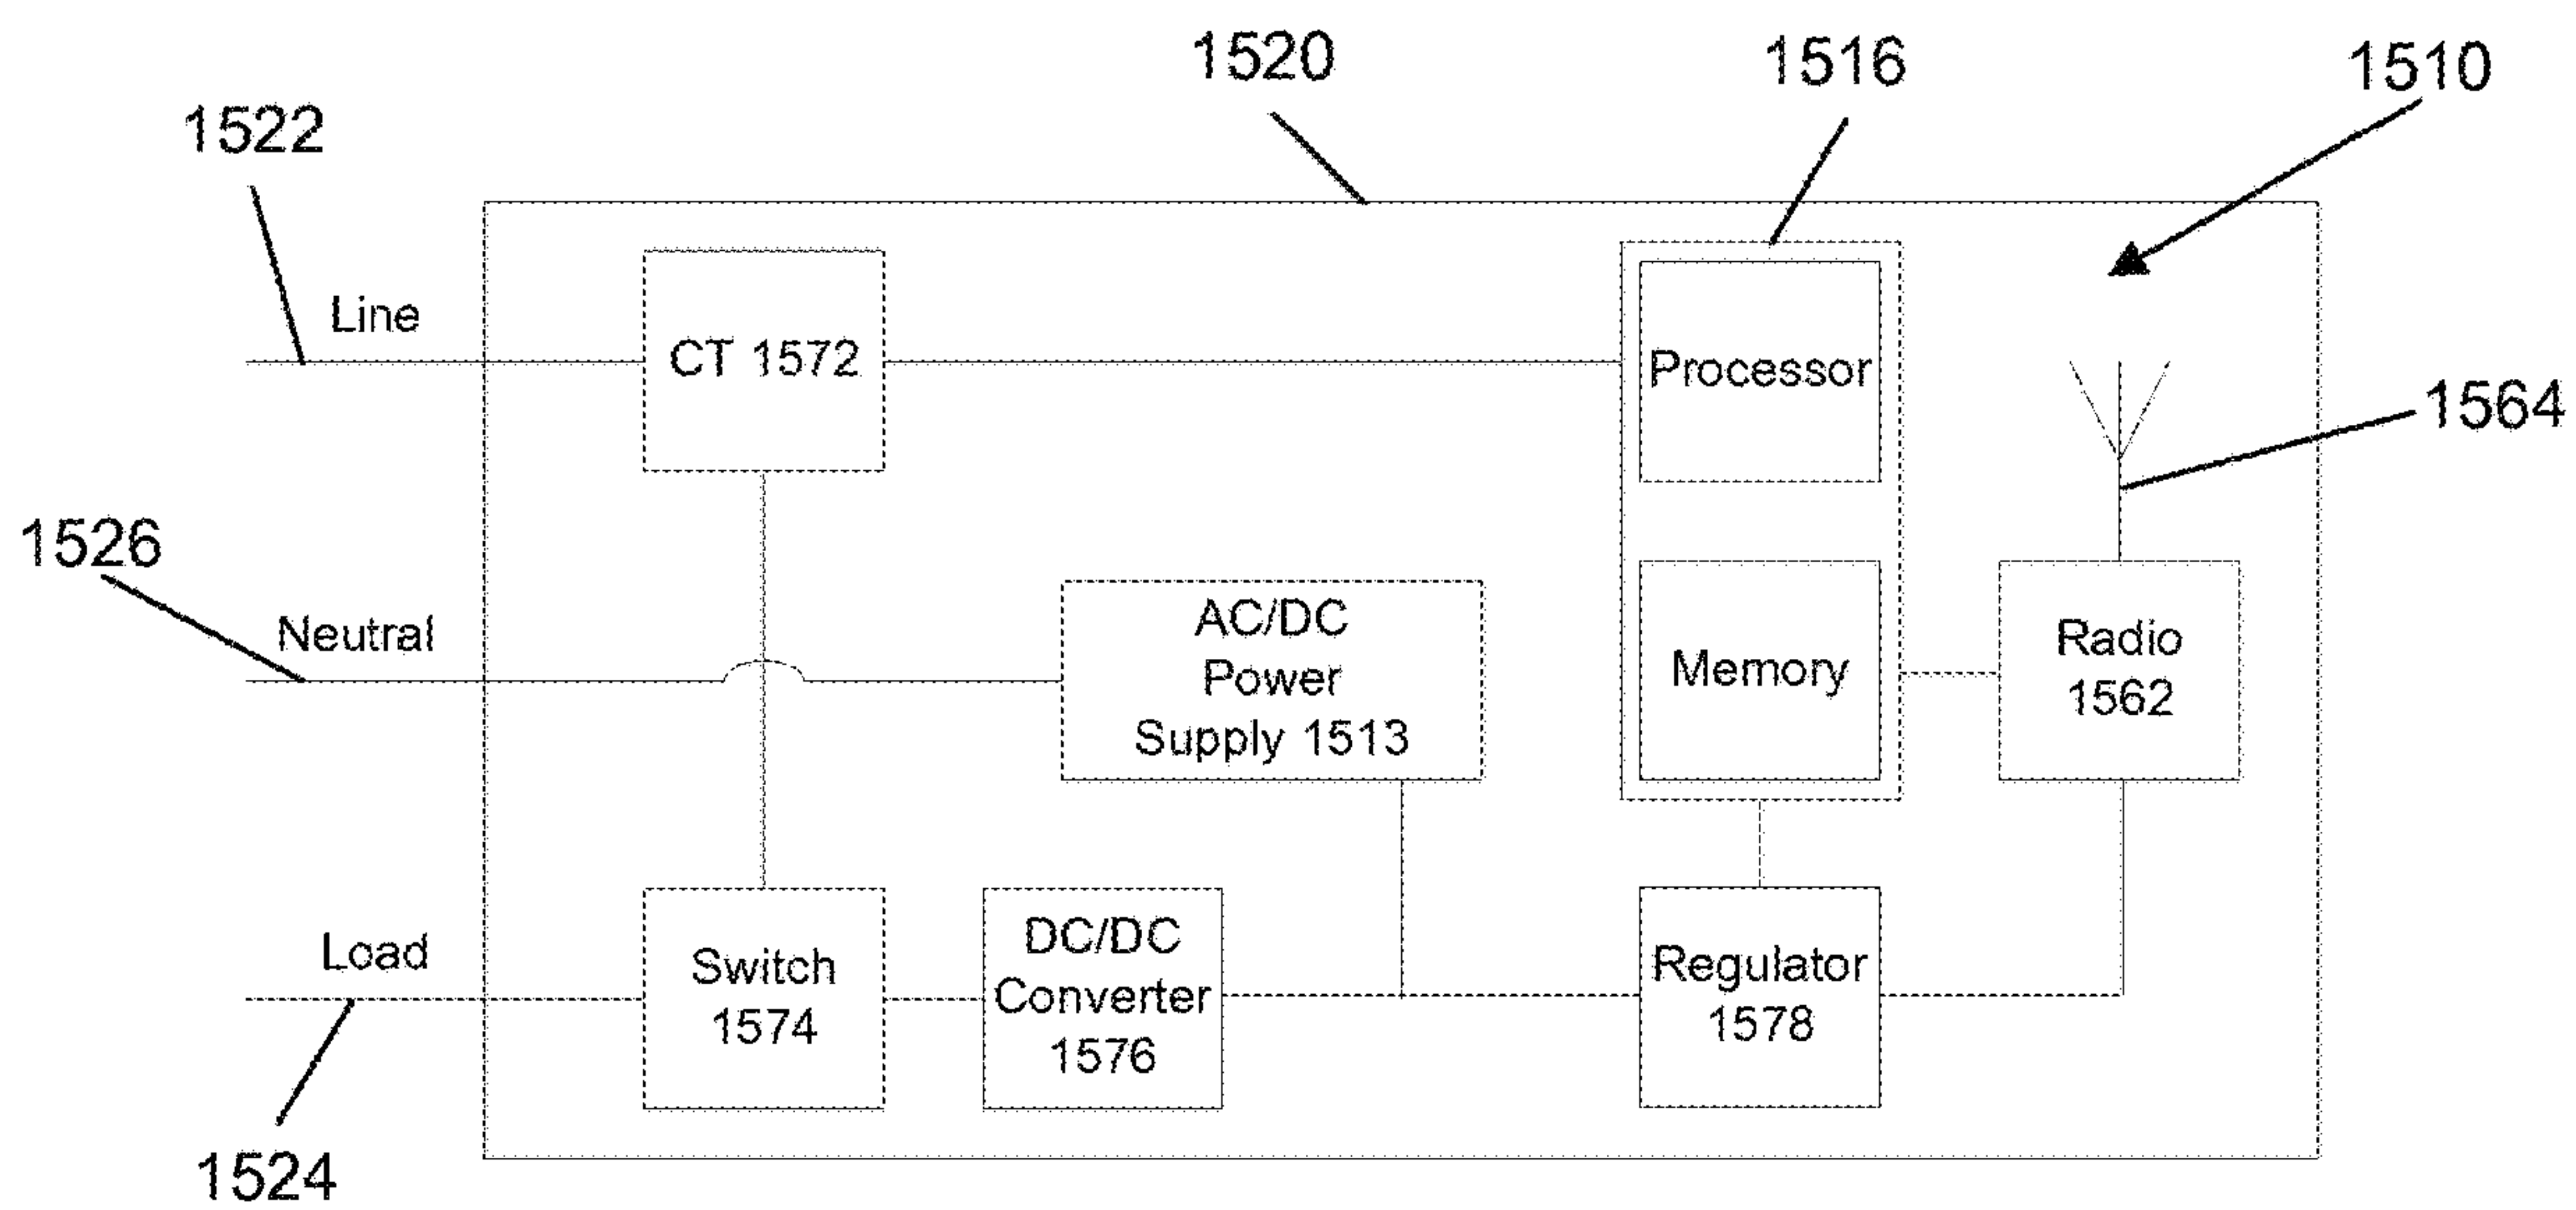 1520
1516
1510
1522
Line
CT 1572
Processor
1564
1526
Neutral
AC/DC
Power
Supply 1513
Memory
Radio
1562
Load
Switch
1574
DC/DC
Converter
1576
Regulator
1578
1524